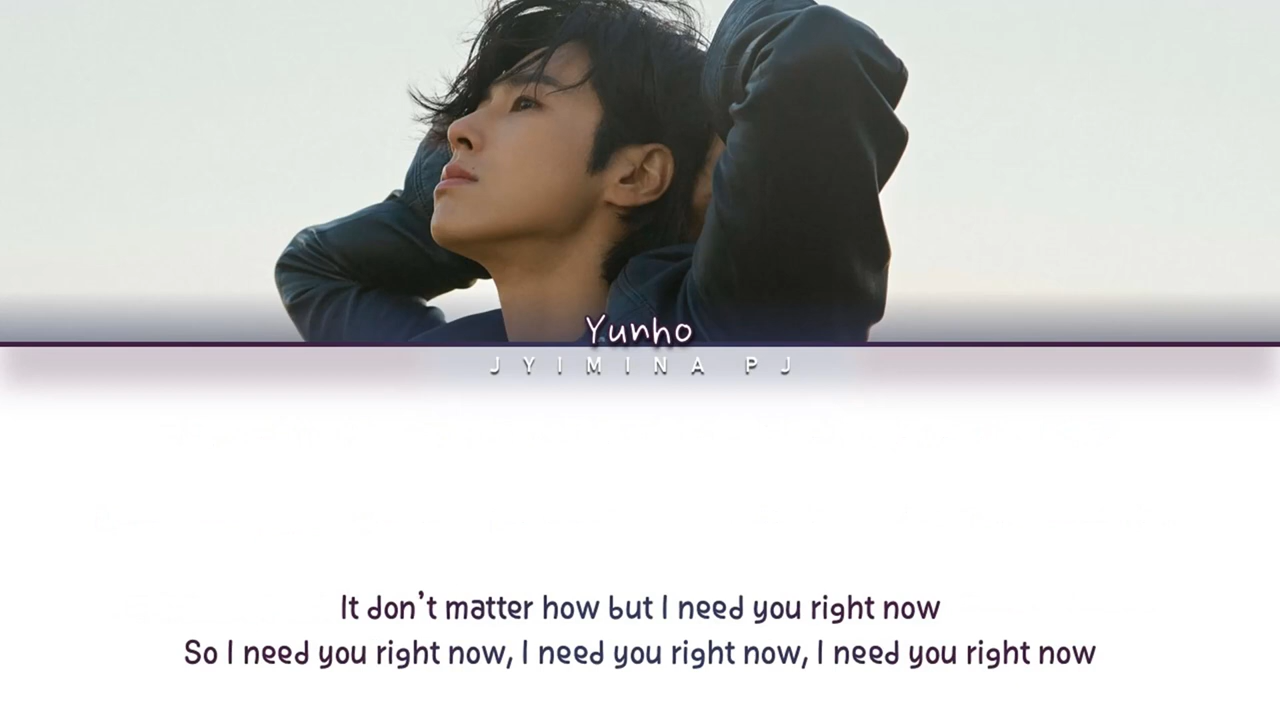 Yunho
JYIMINA PJ
It don't matter how but I need you right now
So I need you right now, I need you right now, I need you right now